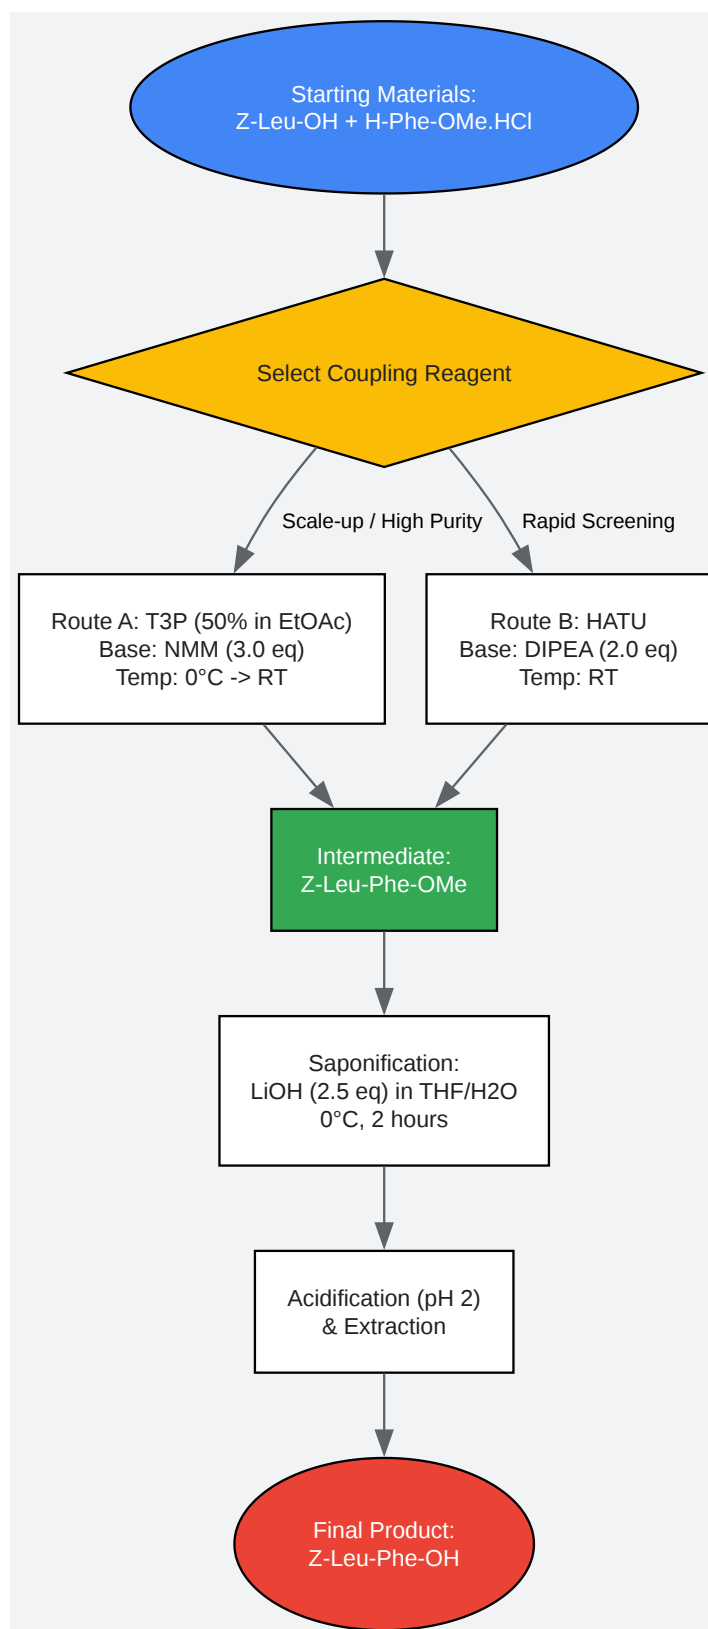 Starting Materials:
Z-Leu-OH + H-Phe-OMe.HCl
Select Coupling Reagent
Scale-up / High Purity
Rapid Screening
Route A: T3P (50% in EtOAc)
Base: NMM (3.0 eq)
Temp: 0°C -> RT
Route B: HATU
Base: DIPEA (2.0 eq)
Temp: RT
Intermediate:
Z-Leu-Phe-OMe
Saponification:
LiOH (2.5 eq) in THF/H2O
0°C, 2 hours
Acidification (pH 2)
& Extraction
Final Product:
Z-Leu-Phe-OH